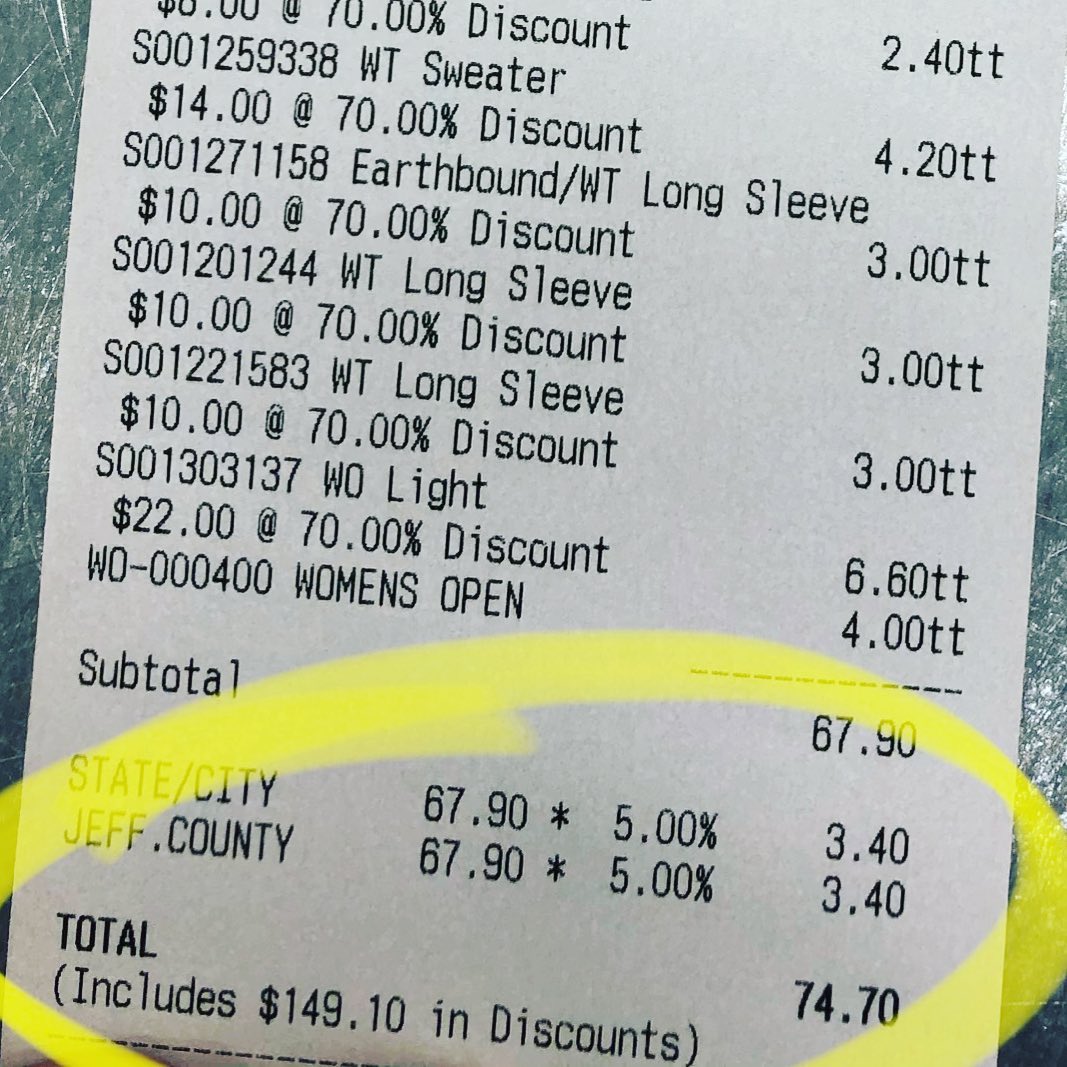 $8.00 @ 70.00% Discount 2.40tt
S001259338 WT Sweater
$14.00 @ 70.00% Discount 4.20tt
S001271158 Earthbound/WT Long Sleeve
$10.00 @ 70.00% Discount 3.00tt
S001201244 WT Long Sleeve
$10.00 @ 70.00% Discount 3.00tt
S001221583 WT Long Sleeve
$10.00 @ 70.00% Discount 3.00tt
S001303137 WO Light
$22.00 @ 70.00% Discount 6.60tt
WO-000400 WOMENS OPEN 4.00tt
Subtotal 67.90
STATE/CITY 67.90 * 5.00% 3.40
JEFF.COUNTY 67.90 * 5.00% 3.40
TOTAL 74.70
(Includes $149.10 in Discounts)